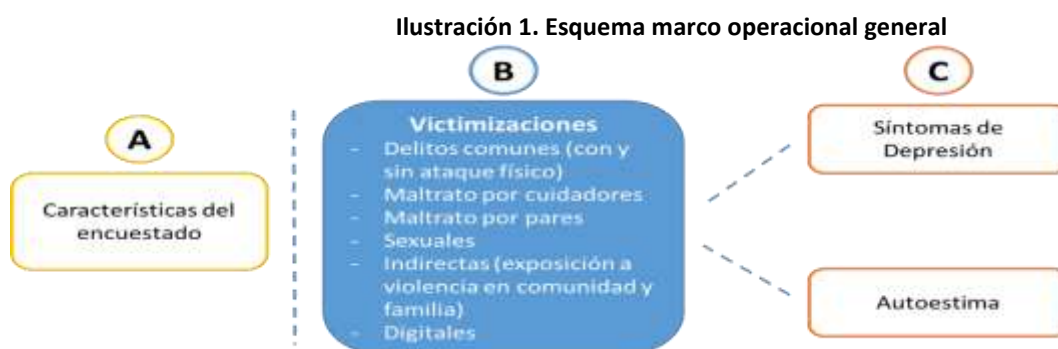 Ilustración 1. Esquema marco operacional general
A
Características del
encuestado
B
Victimizaciones
- Delitos comunes (con y
sin ataque físico)
- Maltrato por cuidadores
- Maltrato por pares
- Sexuales
- Indirectas (exposición a
violencia en comunidad y
familia)
- Digitales
C
Síntomas de
Depresión
Autoestima